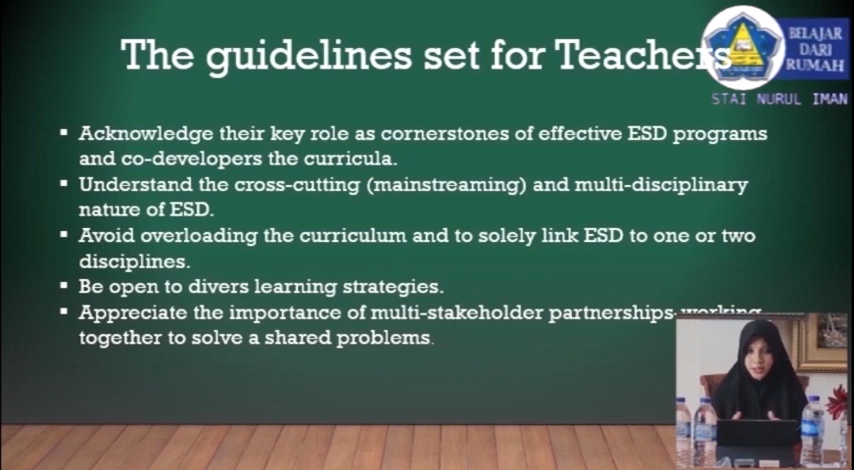 The guidelines set for Teachers
BELAJAR
DARI
RUMAH
STAI NURUL IMAN
▪ Acknowledge their key role as cornerstones of effective ESD programs
and co-developers the curricula.
▪ Understand the cross-cutting (mainstreaming) and multi-disciplinary
nature of ESD.
▪ Avoid overloading the curriculum and to solely link ESD to one or two
disciplines.
▪ Be open to divers learning strategies.
▪ Appreciate the importance of multi-stakeholder partnerships working
together to solve a shared problems.